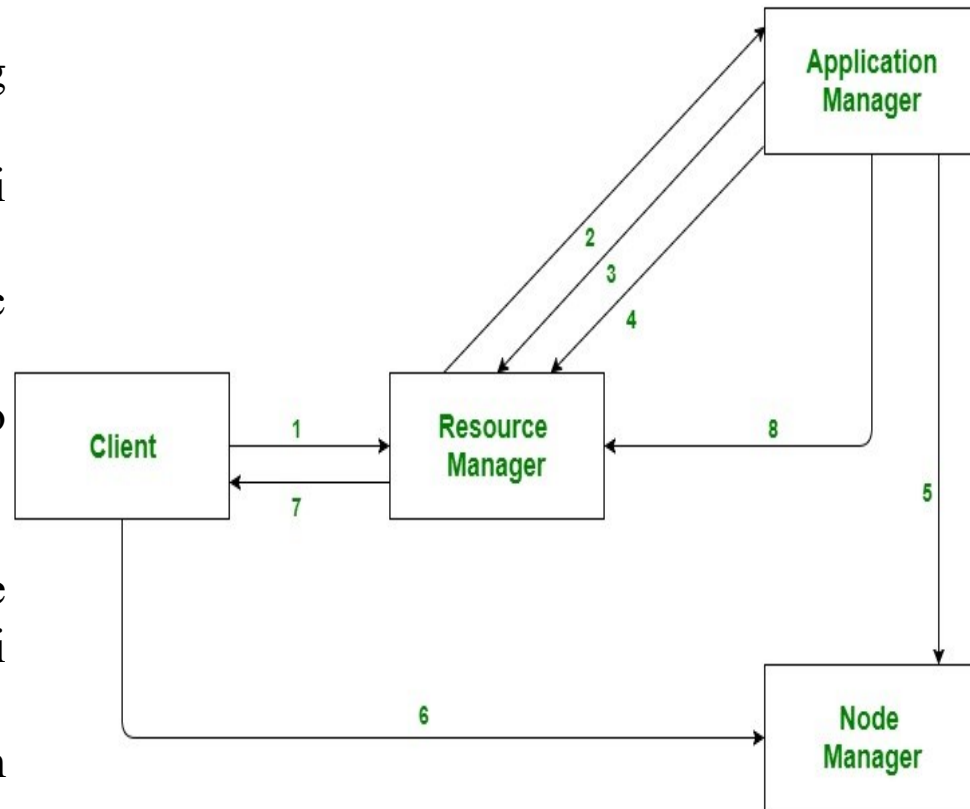 g
i
c
Application
Manager
2
3
4
Client
1
Resource
Manager
8
7
5
e
i
6
Node
Manager
n